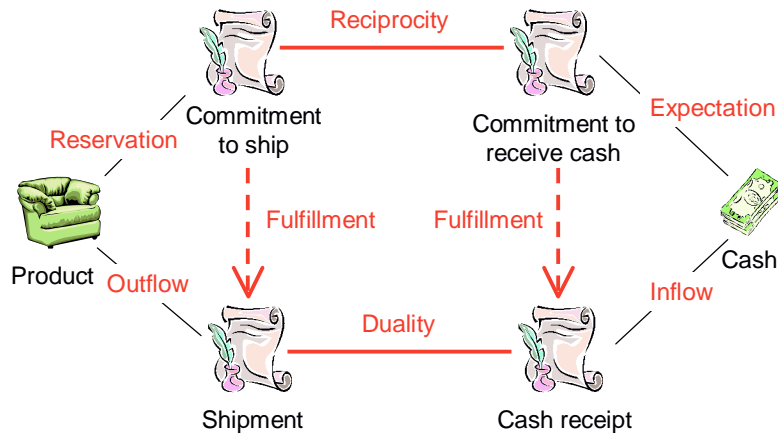 Reciprocity
Commitment
to ship
Commitment to
receive cash
Expectation
Reservation
Fulfillment
Fulfillment
Product
Cash
Outflow
Inflow
Duality
Shipment
Cash receipt